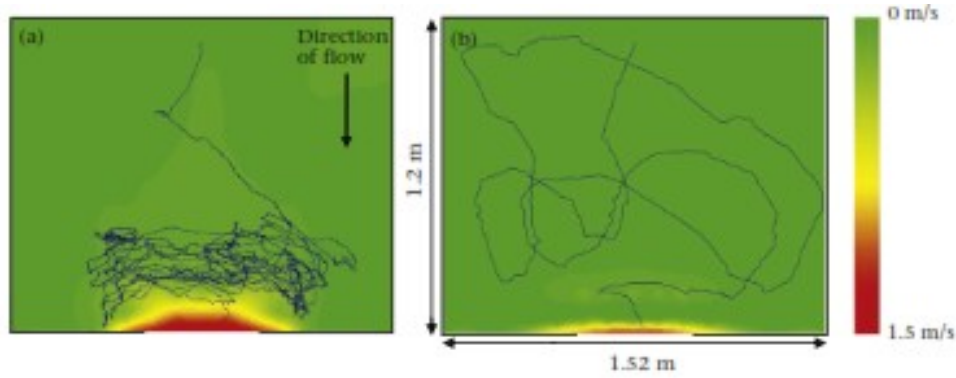 (a)
Direction
of flow
(b)
0 m/s
1.2 m
1.5 m/s
1.52 m